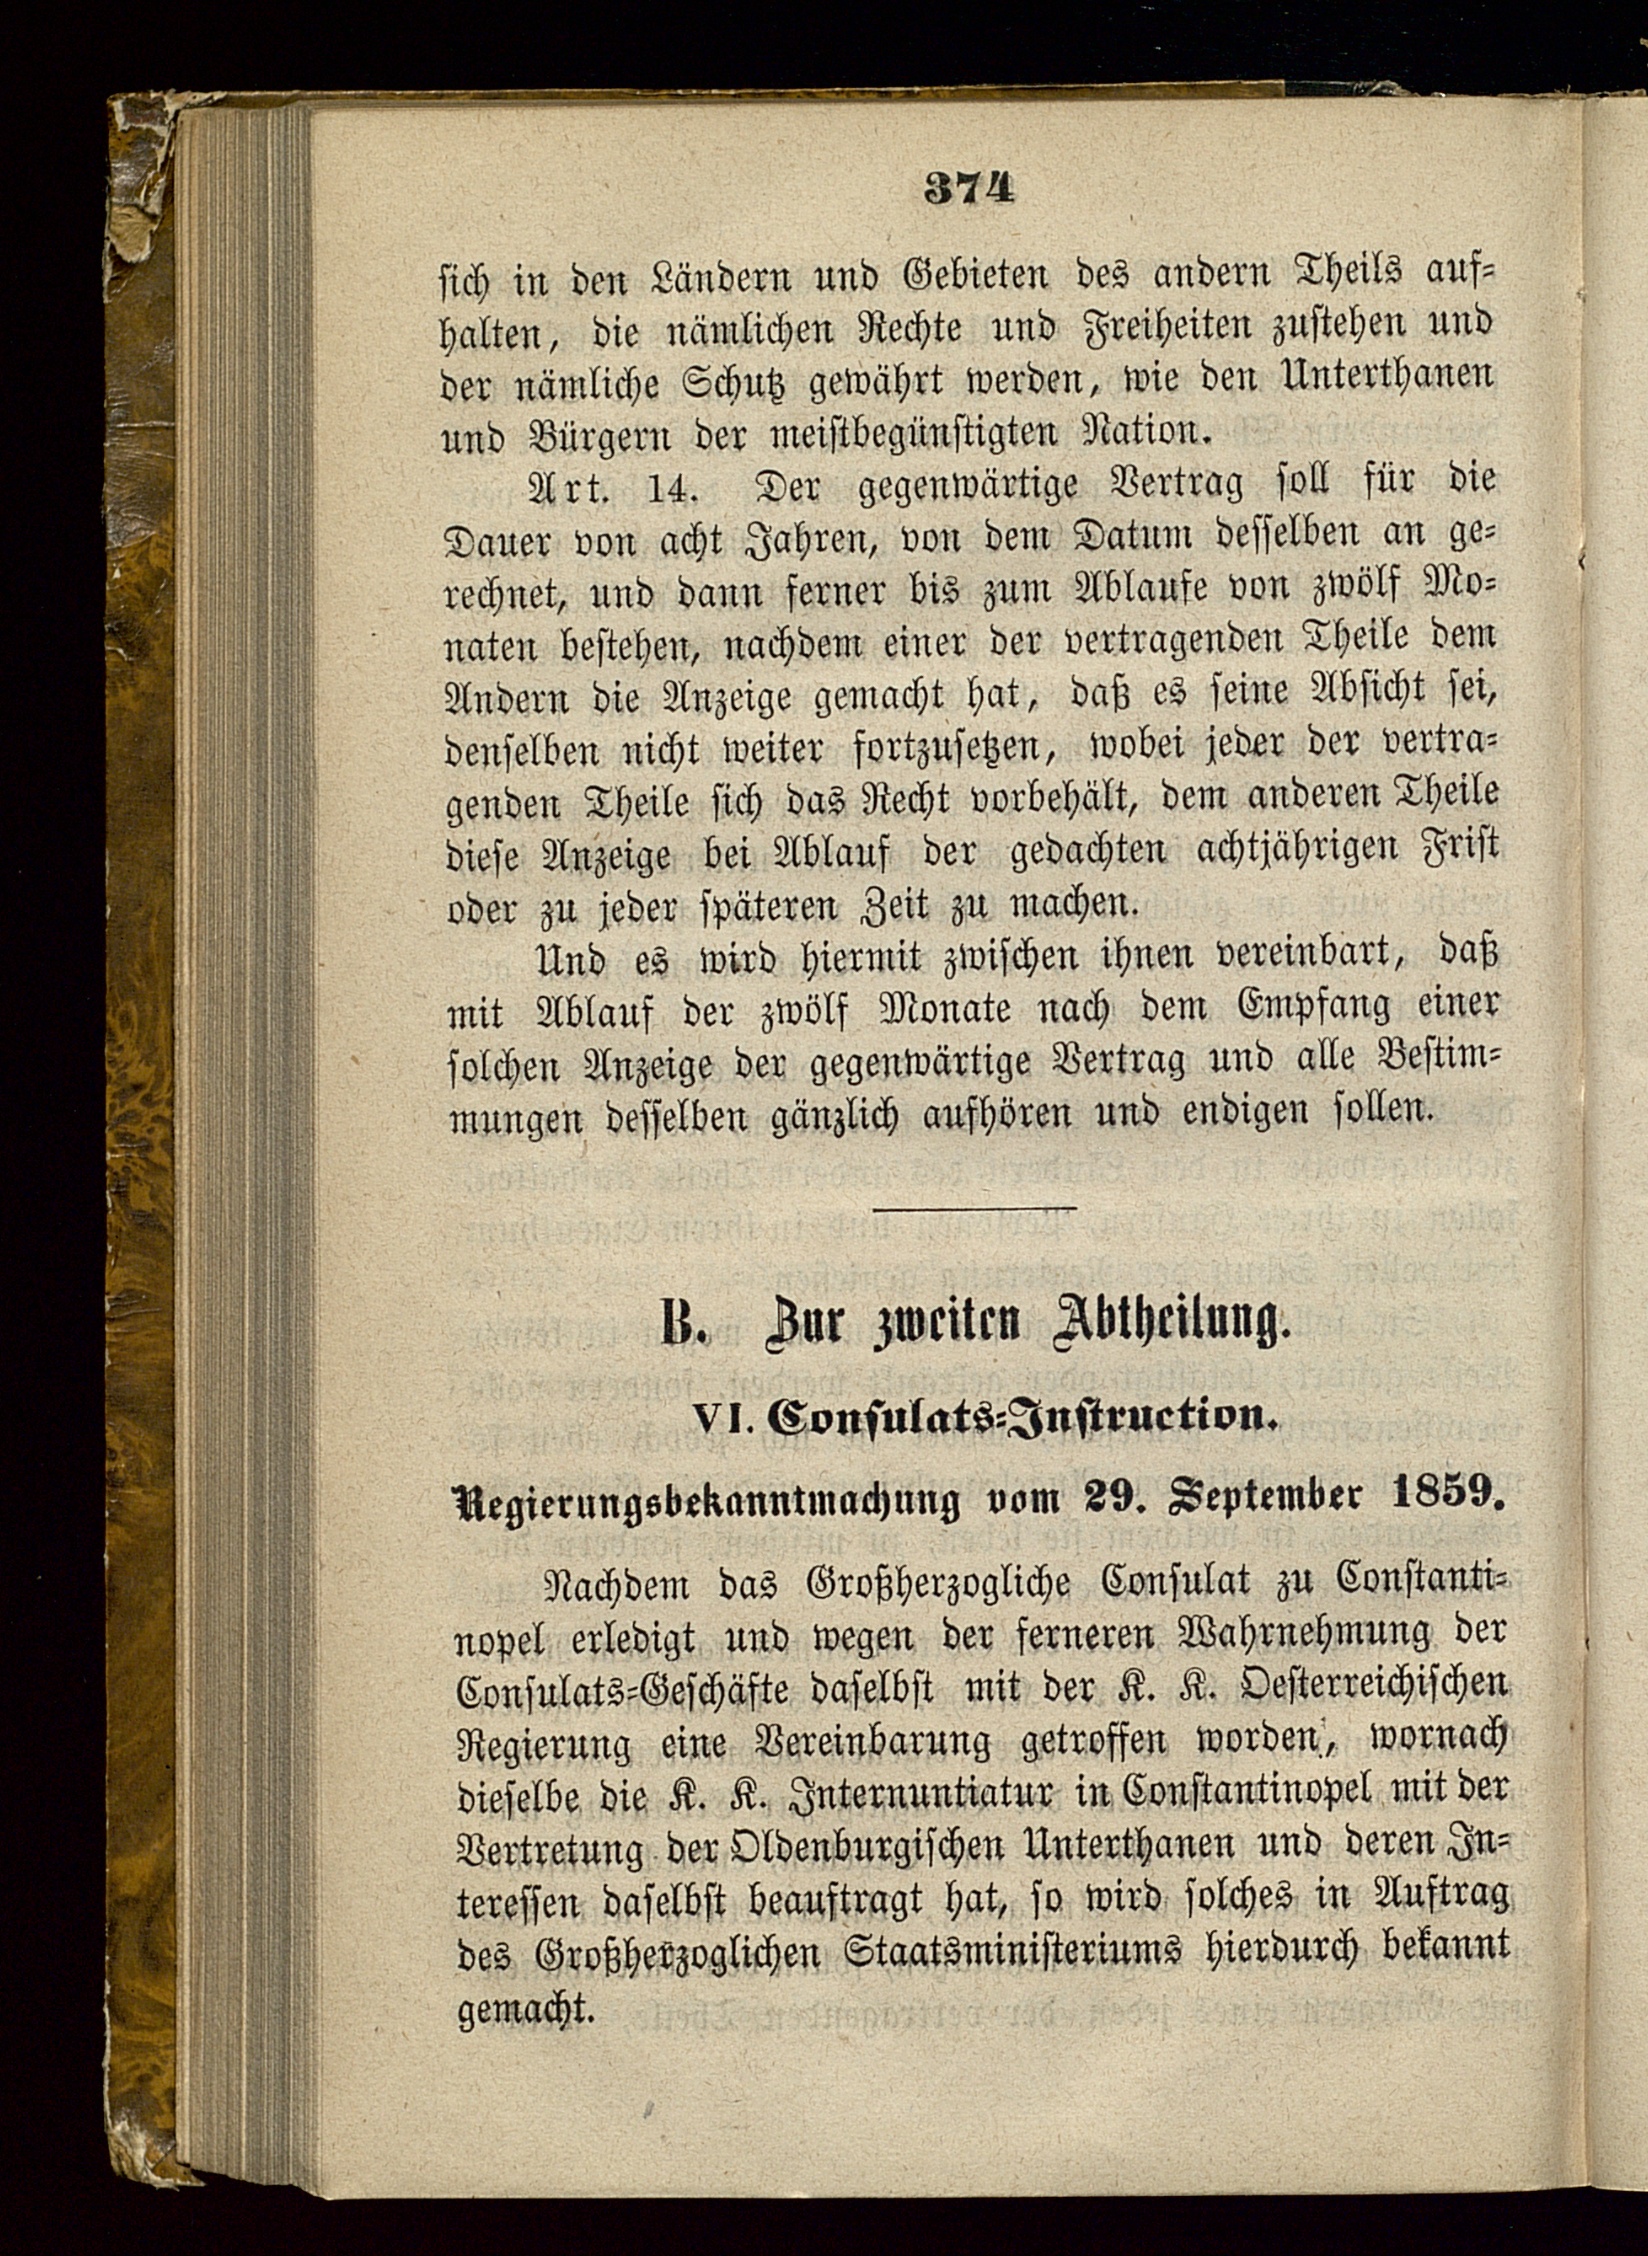 374
sich in den Ländern und Gebieten des andern Theils auf-
halten, die nämlichen Rechte und Freiheiten zustehen und
der nämliche Schutz gewährt werden, wie den Unterthanen
und Bürgern der meistbegünstigten Nation.
Art. 14. Der gegenwärtige Vertrag soll für die
Dauer von acht Jahren, von dem Datum desselben an ge-
rechnet, und dann ferner bis zum Ablaufe von zwölf Mo-
naten bestehen, nachdem einer der vertragenden Theile dem
Andern die Anzeige gemacht hat, daß es seine Absicht sei,
denselben nicht weiter fortzusetzen, wobei jeder der vertra-
genden Theile sich das Recht vorbehält, dem anderen Theile
diese Anzeige bei Ablauf der gedachten achtjährigen Frist
oder zu jeder späteren Zeit zu machen.
Und es wird hiermit zwischen ihnen vereinbart, daß
mit Ablauf der zwölf Monate nach dem Empfang einer
solchen Anzeige der gegenwärtige Vertrag und alle Bestim-
mungen desselben gänzlich aufhören und endigen sollen.
B. Zur zweiten Abtheilung.
VI. Consulats-Instruction.
Regierungsbekanntmachung vom 29. September 1859.
Nachdem das Großherzogliche Consulat zu Constanti-
nopel erledigt und wegen der ferneren Wahrnehmung der
Consulats-Geschäfte daselbst mit der K. K. Oesterreichischen
Regierung eine Vereinbarung getroffen worden, wornach
dieselbe die K. K. Internuntiatur in Constantinopel mit der
Vertretung der Oldenburgischen Unterthanen und deren In-
teressen daselbst beauftragt hat, so wird solches in Auftrag
des Großherzoglichen Staatsministeriums hierdurch bekannt
gemacht.